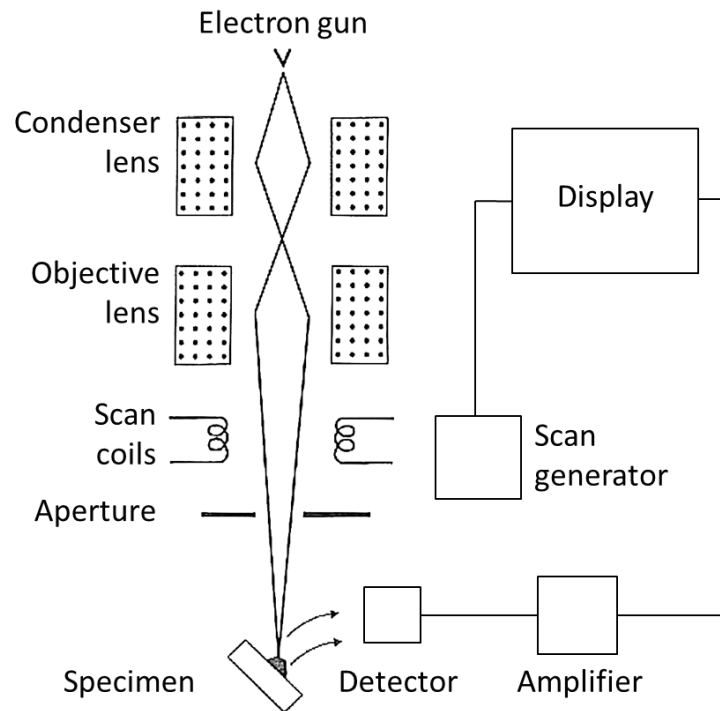 Electron gun
Condenser
lens
Display
Objective
lens
Scan
coils
Scan
generator
Aperture
Specimen
Detector
Amplifier